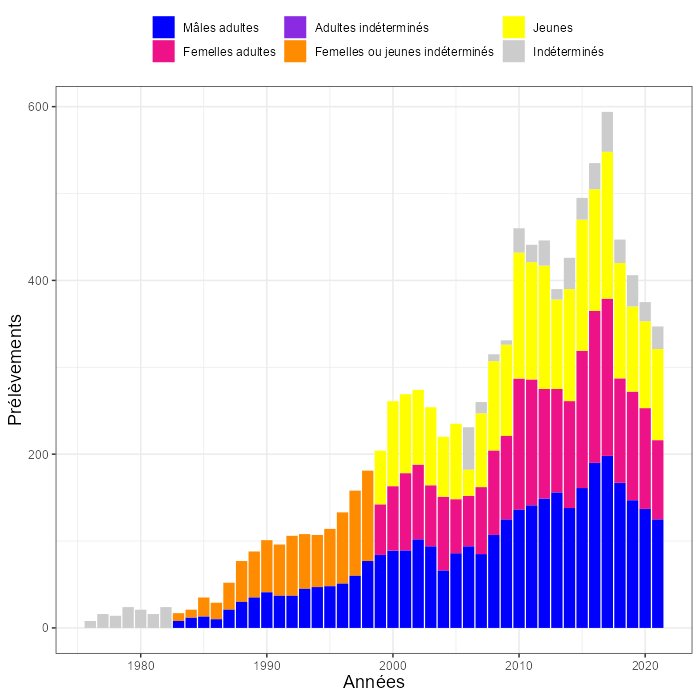 Mâles adultes Adultes indéterminés Jeunes
Femelles adultes Femelles ou jeunes indéterminés Indéterminés
600
400
200
0
Prélèvements
1980 1990 2000 2010 2020
Années